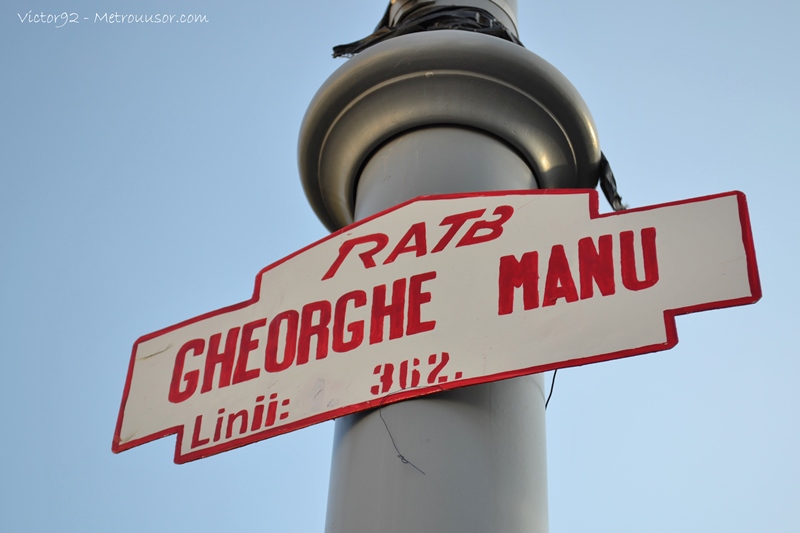 Victor92 - Metrouusor.com
RATB
GHEORGHE MANU
Linii: 362.